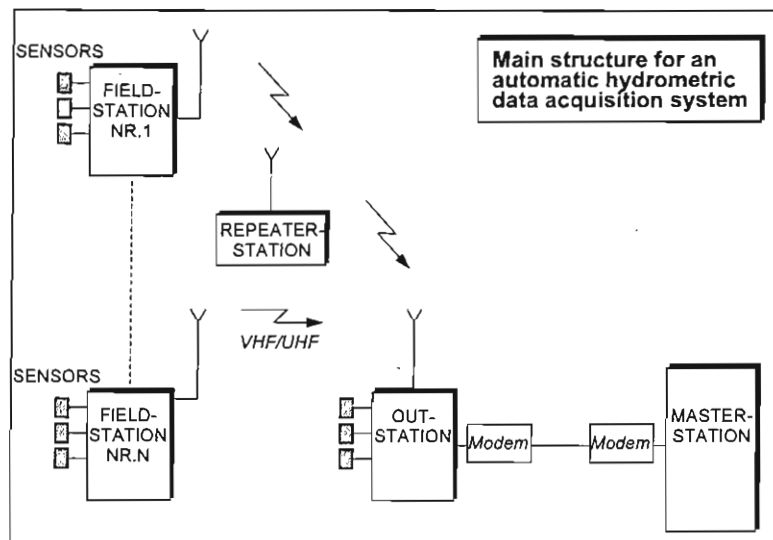 SENSORS
FIELD-
STATION
NR.1
Main structure for an
automatic hydrometric
data acquisition system
REPEATER-
STATION
VHF/UHF
SENSORS
FIELD-
STATION
NR.N
OUT-
STATION
Modem
Modem
MASTER-
STATION